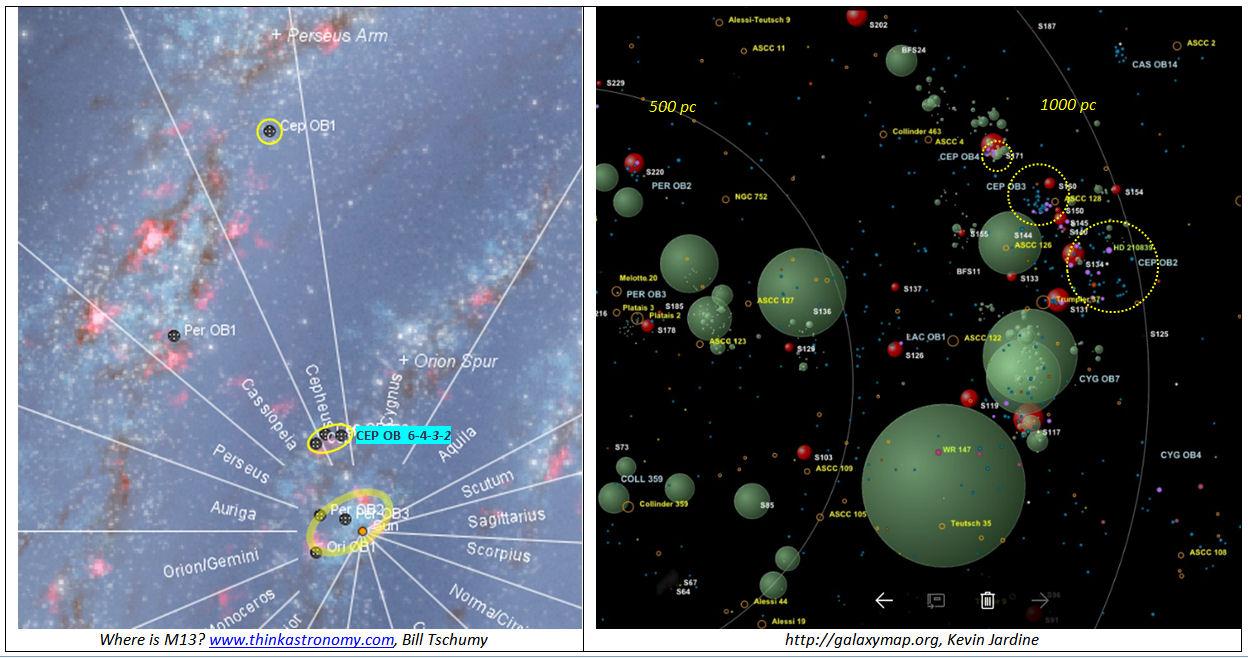 + Perseus Arm
Cep OB1
Per OB1
+ Orion Spur
Cassiopeia
Cepheus
Cygnus
CEP OB 6-4-3-2
Aquila
Perseus
Scutum
Auriga
Per OB2
Per OB3
Sun
Sagittarius
Ori OB1
Scorpius
Orion/Gemini
Monoceros
Norma/Circ
Where is M13? www.thinkastronomy.com, Bill Tschumy
Alessi-Teutsch 9
S202
S187
ASCC 2
ASCC 11
BFS24
CAS OB14
S229
500 pc
1000 pc
Collinder 463
ASCC 4
CEP OB4
S171
S220
PER OB2
CEP OB3
S160
S154
NGC 752
ASCC 128
S150
S145
S140
S155
S144
ASCC 126
HD 210839
S134
CEP OB2
BFS11
S133
Melotte 20
PER OB3
S137
Platais 3
S185
ASCC 127
Trumpler 37
216
Platais 2
S136
S131
S178
LAC OB1
ASCC 122
S125
ASCC 123
S129
S126
CYG OB7
S119
S117
S73
S103
WR 147
CYG OB4
COLL 359
ASCC 109
Collinder 359
S85
ASCC 105
Teutsch 35
ASCC 108
S67
S64
Alessi 44
S96
S91
Alessi 19
http://galaxymap.org, Kevin Jardine